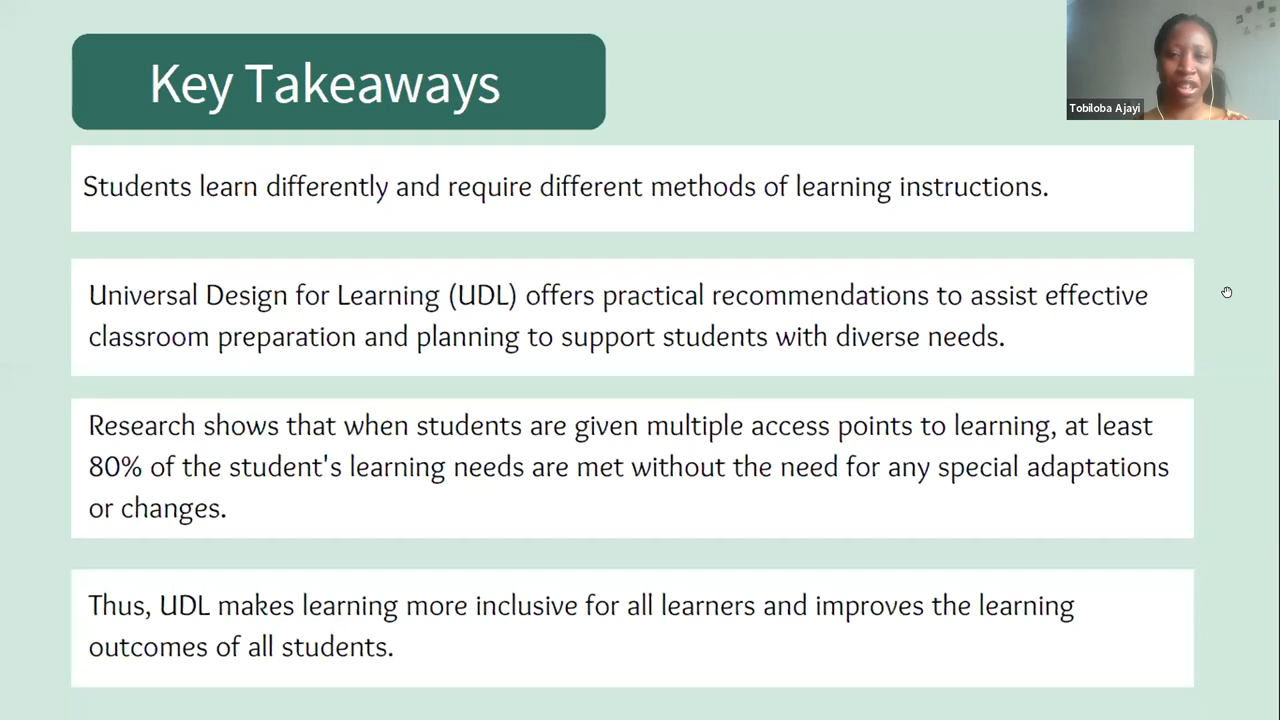 Key Takeaways
Tobiloba Ajayi
Students learn differently and require different methods of learning instructions.
Universal Design for Learning (UDL) offers practical recommendations to assist effective
classroom preparation and planning to support students with diverse needs.
Research shows that when students are given multiple access points to learning, at least
80% of the student's learning needs are met without the need for any special adaptations
or changes.
Thus, UDL makes learning more inclusive for all learners and improves the learning
outcomes of all students.